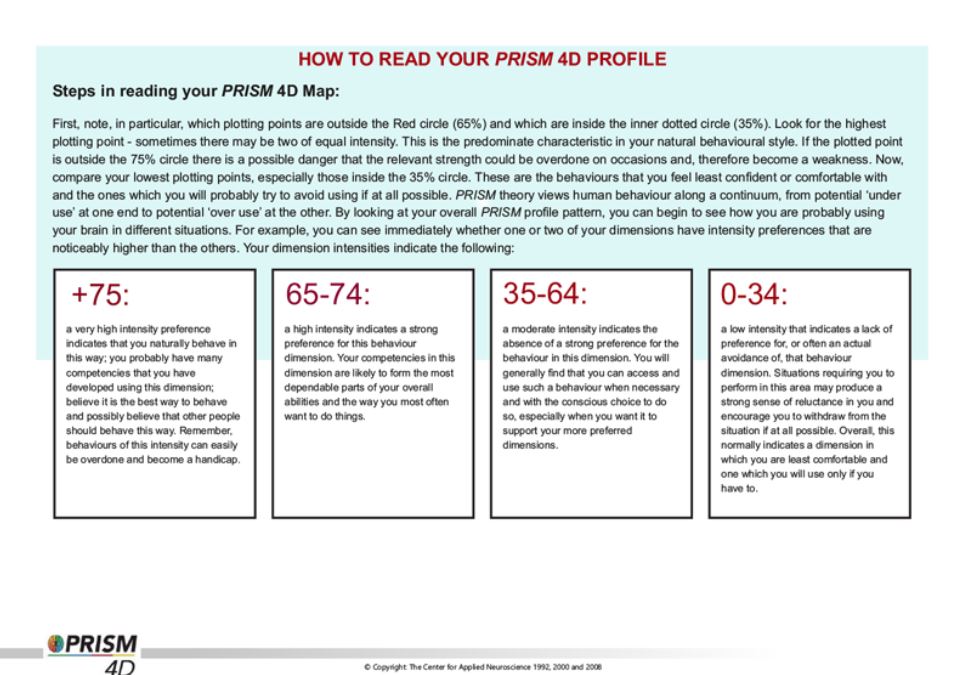 HOW TO READ YOUR PRISM 4D PROFILE
Steps in reading your PRISM 4D Map:
First, note, in particular, which plotting points are outside the Red circle (65%) and which are inside the inner dotted circle (35%). Look for the highest
plotting point - sometimes there may be two of equal intensity. This is the predominate characteristic in your natural behavioural style. If the plotted point
is outside the 75% circle there is a possible danger that the relevant strength could be overdone on occasions and, therefore become a weakness. Now,
compare your lowest plotting points, especially those inside the 35% circle. These are the behaviours that you feel least confident or comfortable with
and the ones which you will probably try to avoid using if at all possible. PRISM theory views human behaviour along a continuum, from potential ‘under
use’ at one end to potential ‘over use’ at the other. By looking at your overall PRISM profile pattern, you can begin to see how you are probably using
your brain in different situations. For example, you can see immediately whether one or two of your dimensions have intensity preferences that are
noticeably higher than the others. Your dimension intensities indicate the following:
+75:
a very high intensity preference
indicates that you naturally behave in
this way; you probably have many
competencies that you have
developed using this dimension;
believe it is the best way to behave
and possibly believe that other people
should behave this way. Remember,
behaviours of this intensity can easily
be overdone and become a handicap.
65-74:
a high intensity indicates a strong
preference for this behaviour
dimension. Your competencies in this
dimension are likely to form the most
dependable parts of your overall
abilities and the way you most often
want to do things.
35-64:
a moderate intensity indicates the
absence of a strong preference for the
behaviour in this dimension. You will
generally find that you can access and
use such a behaviour when necessary
and with the conscious choice to do
so, especially when you want it to
support your more preferred
dimensions.
0-34:
a low intensity that indicates a lack of
preference for, or often an actual
avoidance of, that behaviour
dimension. Situations requiring you to
perform in this area may produce a
strong sense of reluctance in you and
encourage you to withdraw from the
situation if at all possible. Overall, this
normally indicates a dimension in
which you are least comfortable and
one which you will use only if you
have to.
PRISM
4D
© Copyright: The Center for Applied Neuroscience 1992, 2000 and 2008